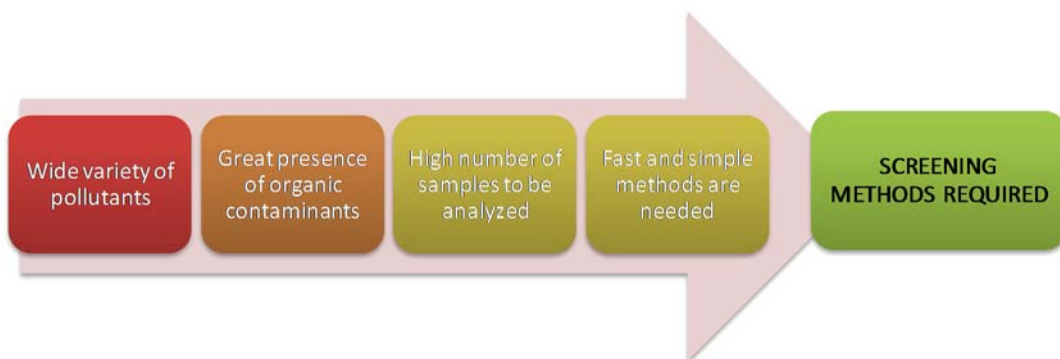 Wide variety of
pollutants
Great presence
of organic
contaminants
High number of
samples to be
analyzed
Fast and simple
methods are
needed
SCREENING
METHODS REQUIRED